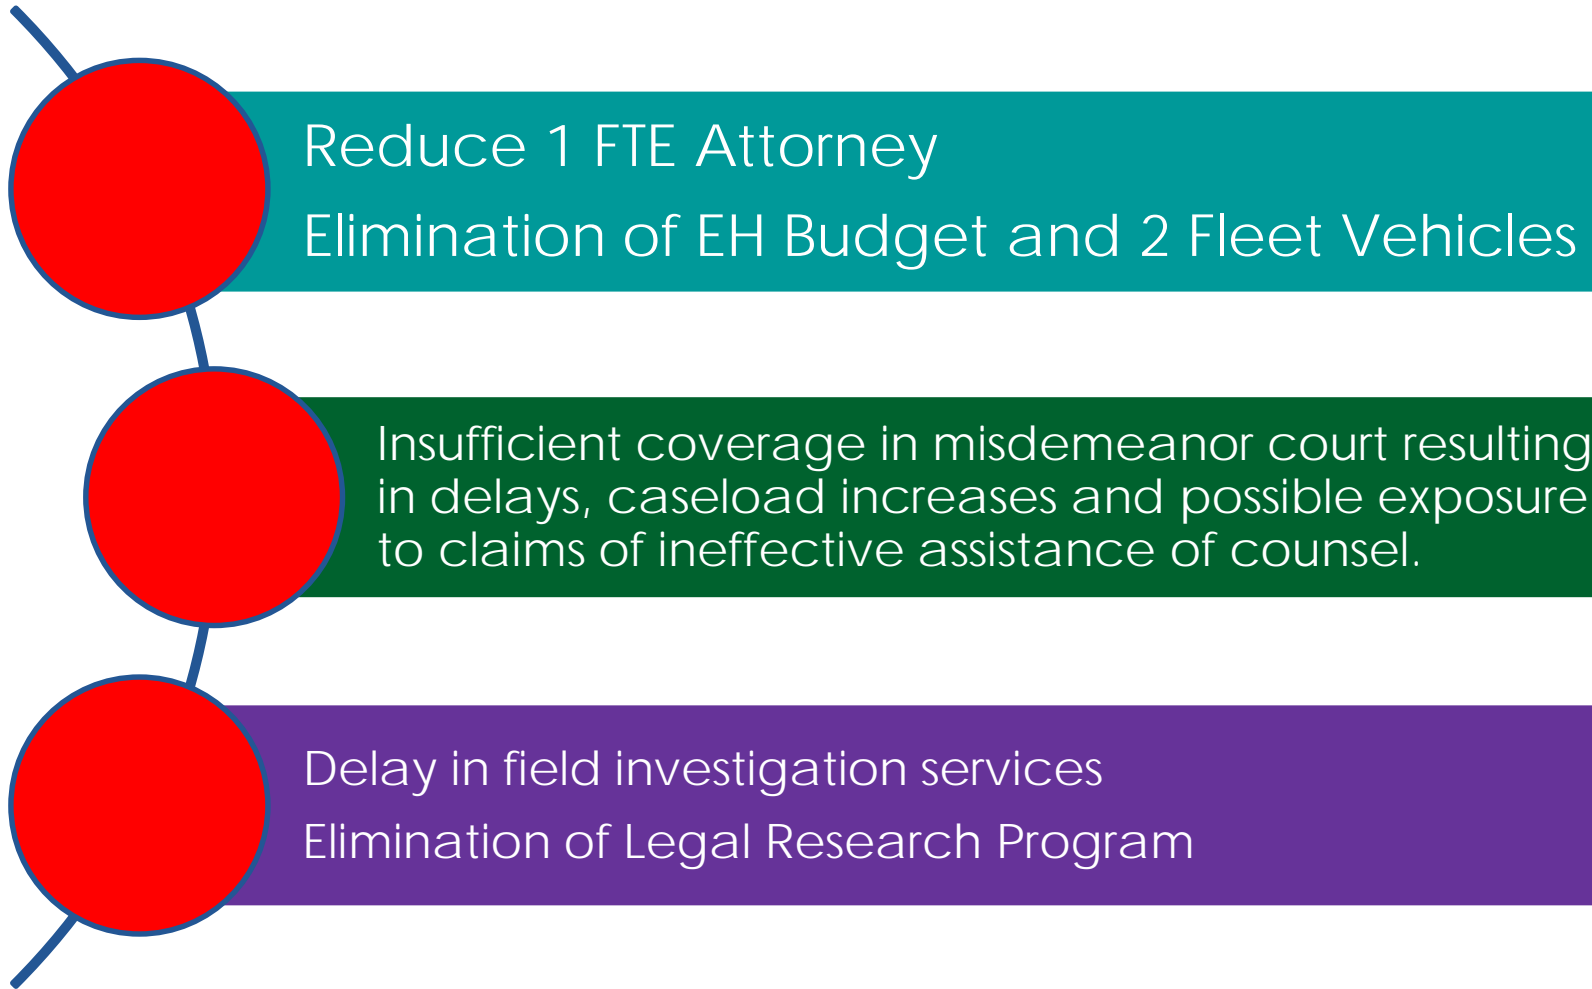 Reduce 1 FTE Attorney
Elimination of EH Budget and 2 Fleet Vehicles
Insufficient coverage in misdemeanor court resulting
in delays, caseload increases and possible exposure
to claims of ineffective assistance of counsel.
Delay in field investigation services
Elimination of Legal Research Program